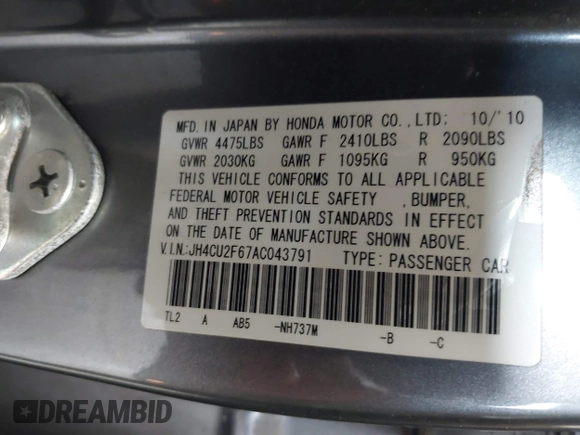 MFD. IN JAPAN BY HONDA MOTOR CO., LTD: 10/'10
GVWR 4475LBS GAWR F 2410LBS R 2090LBS
GVWR 2030KG GAWR F 1095KG R 950KG
THIS VEHICLE CONFORMS TO ALL APPLICABLE
FEDERAL MOTOR VEHICLE SAFETY , BUMPER,
AND THEFT PREVENTION STANDARDS IN EFFECT
ON THE DATE OF MANUFACTURE SHOWN ABOVE.
V.I.N.:JH4CU2F67AC043791 TYPE: PASSENGER CAR
TL2 A AB5 -NH737M -B -C
DREAMBID